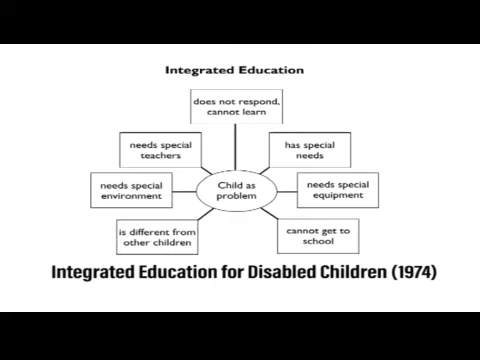 Integrated Education
does not respond,
cannot learn
needs special
teachers
has special
needs
needs special
environment
Child as
problem
needs special
equipment
is different from
other children
cannot get to
school
Integrated Education for Disabled Children (1974)